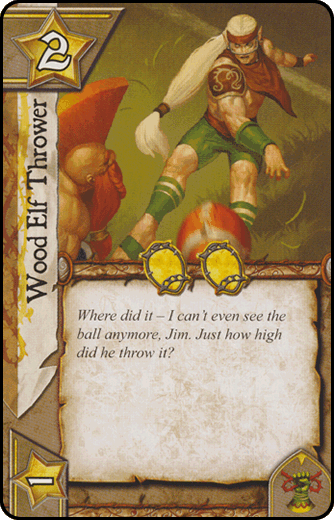 2
Wood Elf Thrower
Where did it – I can't even see the
ball anymore, Jim. Just how high
did he throw it?
1